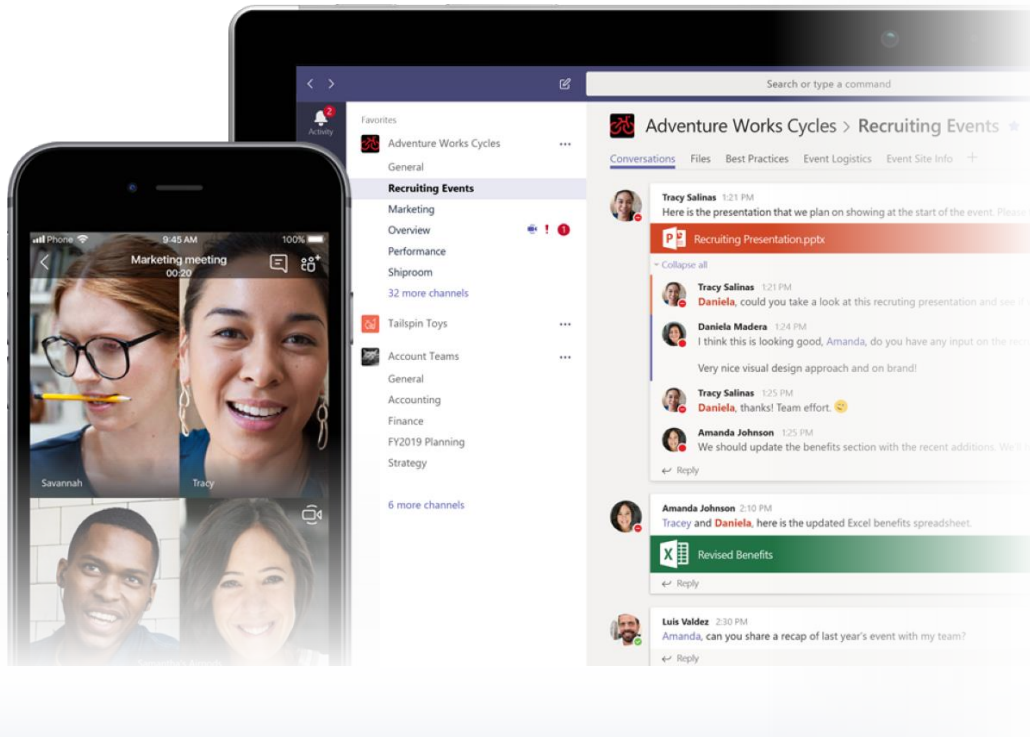 Search or type a command
2
Activity
Favorites
Adventure Works Cycles
General
Recruiting Events
Marketing
Overview
! 1
Performance
Shiproom
32 more channels
Tailspin Toys
Account Teams
General
Accounting
Finance
FY2019 Planning
Strategy
6 more channels
Adventure Works Cycles > Recruiting Events
Conversations Files Best Practices Event Logistics Event Site Info
Tracy Salinas 1:21 PM
Here is the presentation that we plan on showing at the start of the event. Please
Recruiting Presentation.pptx
Collapse all
Tracy Salinas 1:21 PM
Daniela, could you take a look at this recruting presentation and see if
Daniela Madera 1:24 PM
I think this is looking good, Amanda, do you have any input on the
Very nice visual design approach and on brand!
Tracy Salinas 1:25 PM
Daniela, thanks! Team effort.
Amanda Johnson 1:25 PM
We should update the benefits section with the recent additions. We'll
Reply
Amanda Johnson 2:10 PM
Tracey and Daniela, here is the updated Excel benefits spreadsheet.
Revised Benefits
Reply
Luis Valdez 2:30 PM
Amanda, can you share a recap of last year's event with my team?
Reply
Phone 9:45 AM 100%
Marketing meeting
00:20
Savannah
Tracy